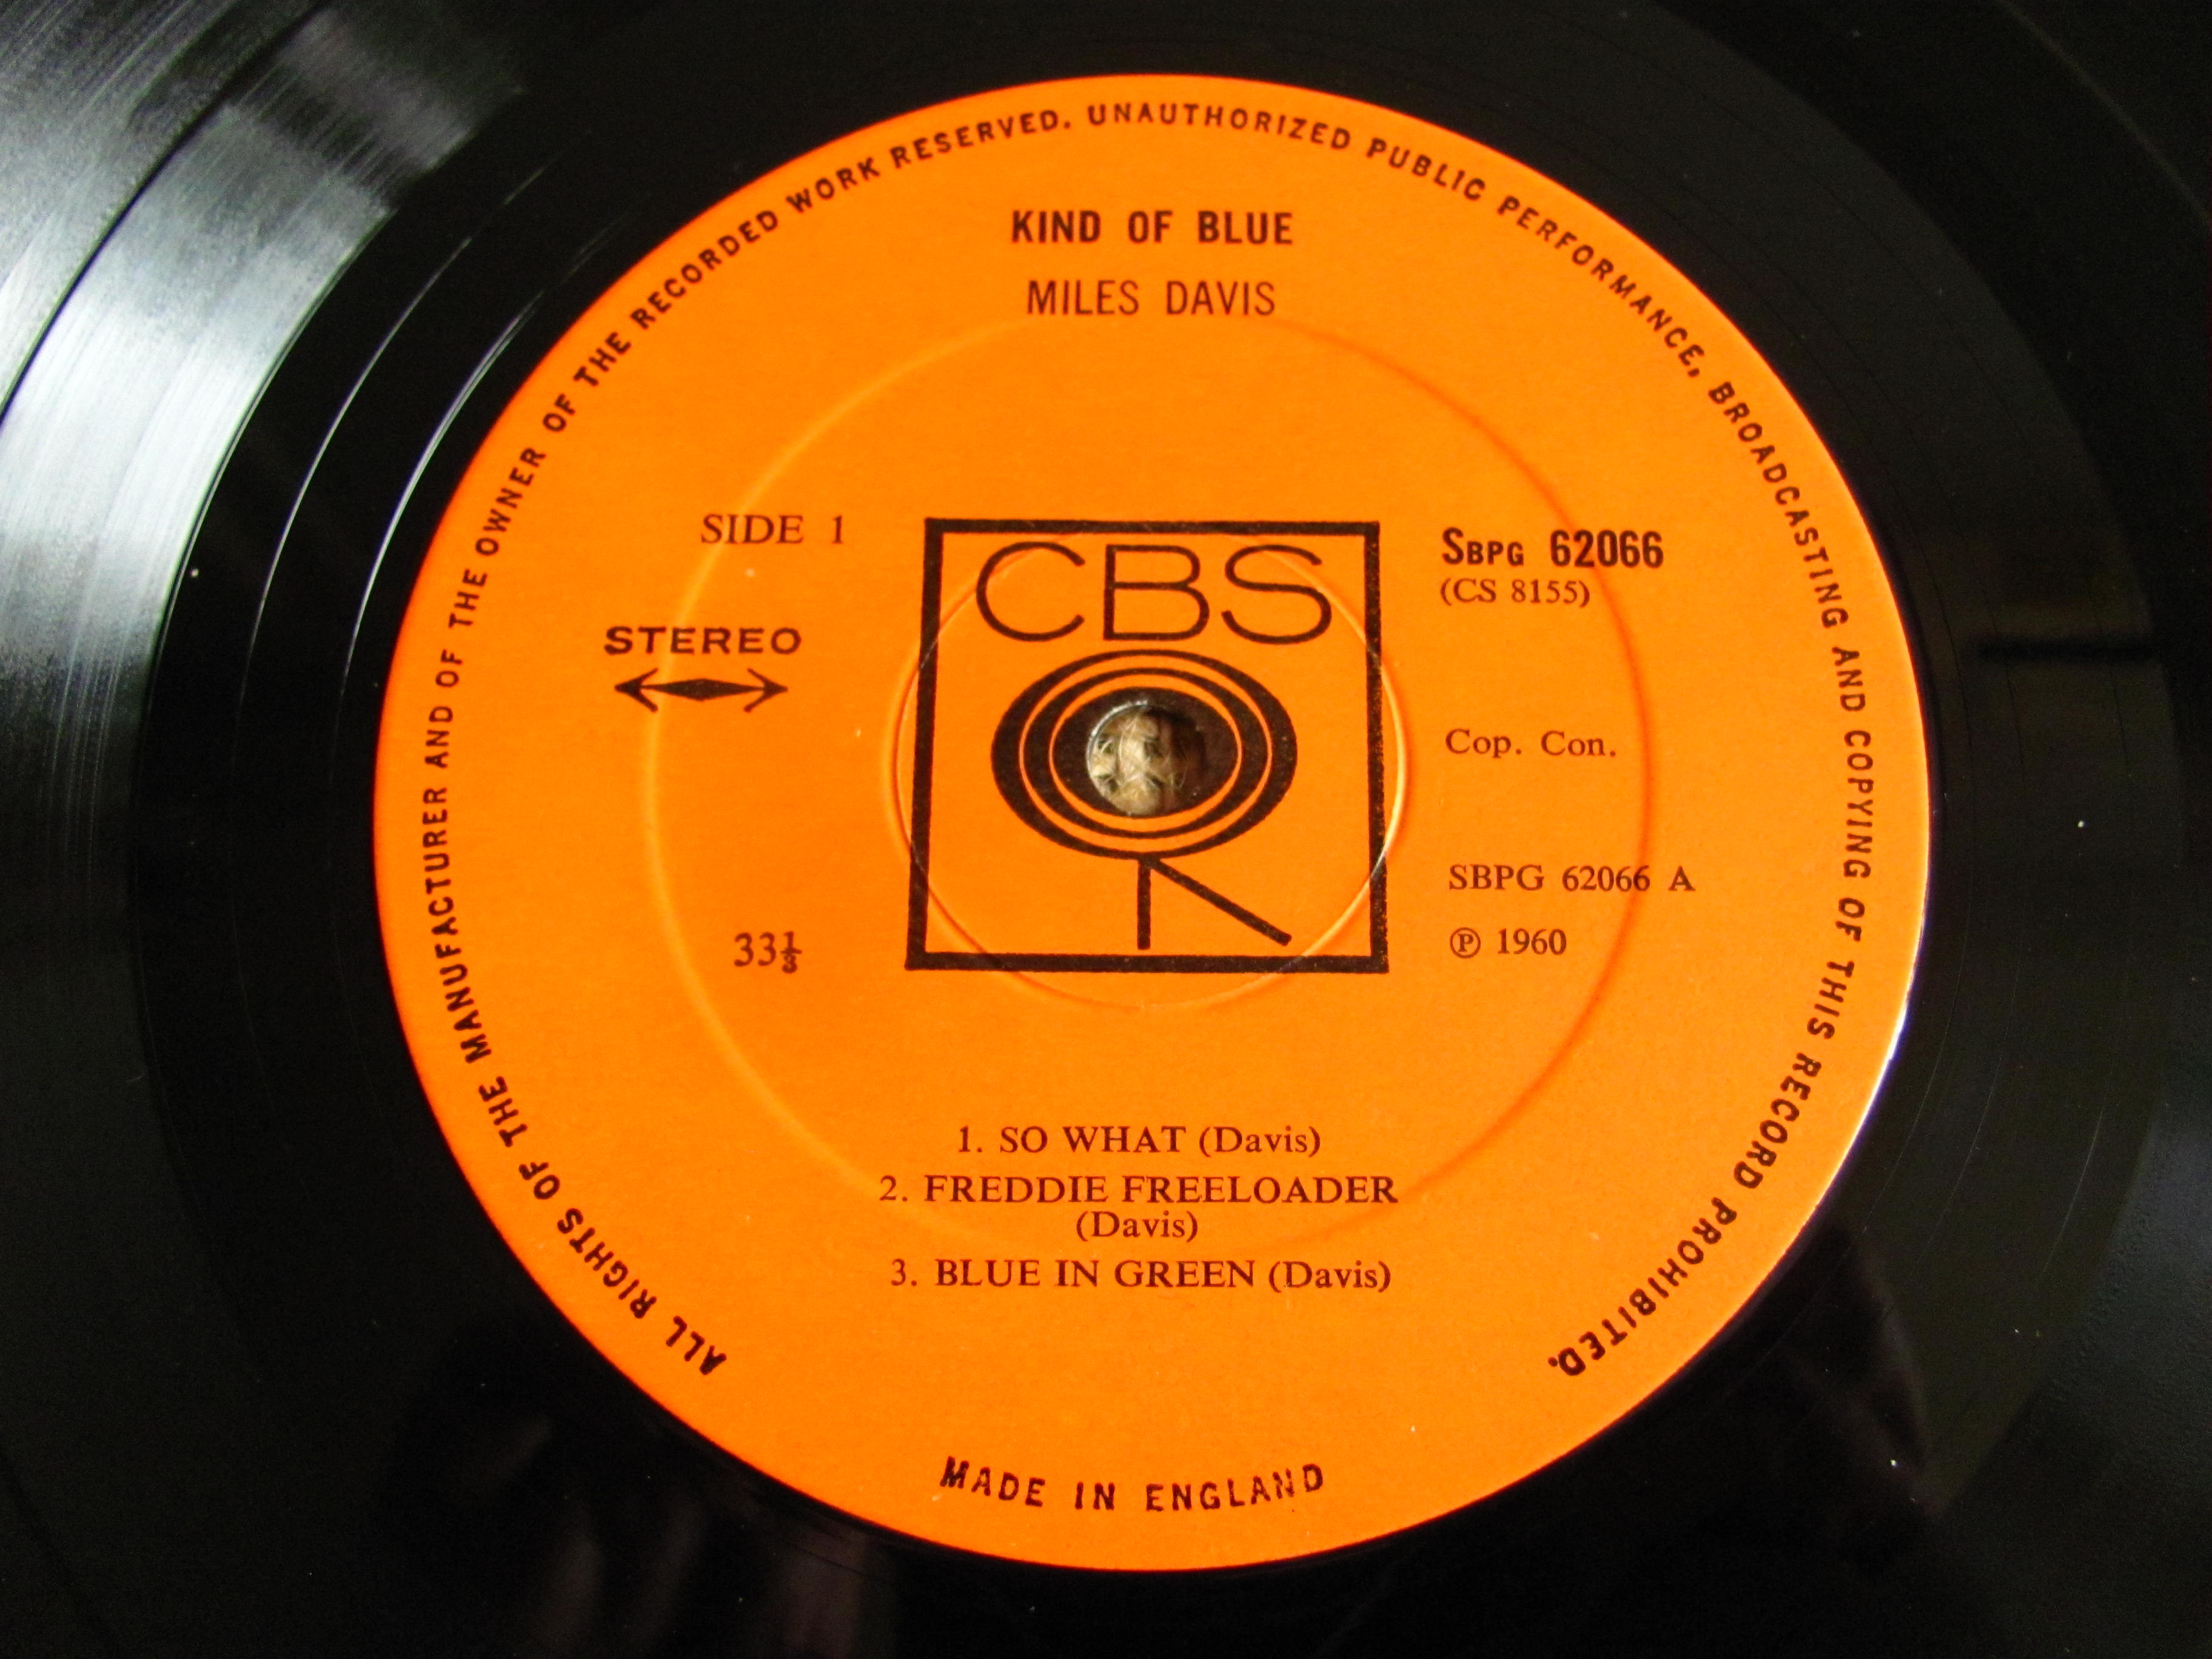 ALL RIGHTS OF THE MANUFACTURER AND OF THE OWNER OF THE RECORDED WORK RESERVED. UNAUTHORIZED PUBLIC PERFORMANCE, BROADCASTING AND COPYING OF THIS RECORD PROHIBITED.
KIND OF BLUE
MILES DAVIS
SIDE 1
STEREO
33⅓
CBS
SBPG 62066
(CS 8155)
Cop. Con.
SBPG 62066 A
℗ 1960
1. SO WHAT (Davis)
2. FREDDIE FREELOADER
(Davis)
3. BLUE IN GREEN (Davis)
MADE IN ENGLAND